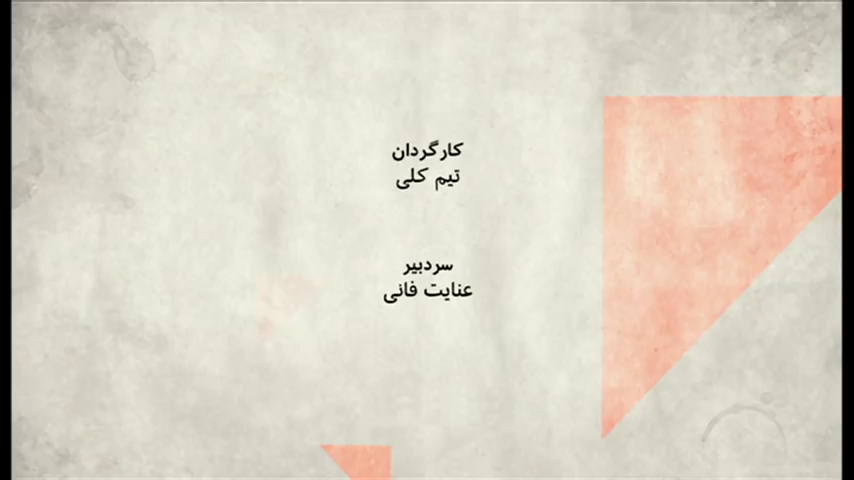 کارگردان
تیم کلی
سردبیر
عنایت فانی